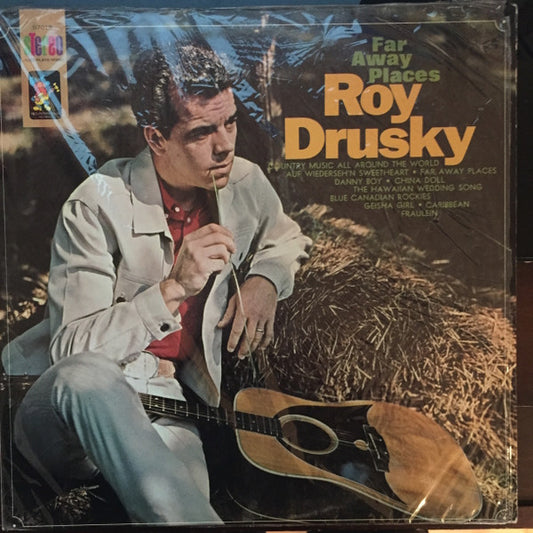 Stereo
Far
Away
Places
Roy
Drusky
COUNTRY MUSIC ALL AROUND THE WORLD
AUF WIEDERSEH'N SWEETHEART • FAR AWAY PLACES
DANNY BOY • CHINA DOLL
THE HAWAIIAN WEDDING SONG
BLUE CANADIAN ROCKIES
GEISHA GIRL • CARIBBEAN
FRAULEIN